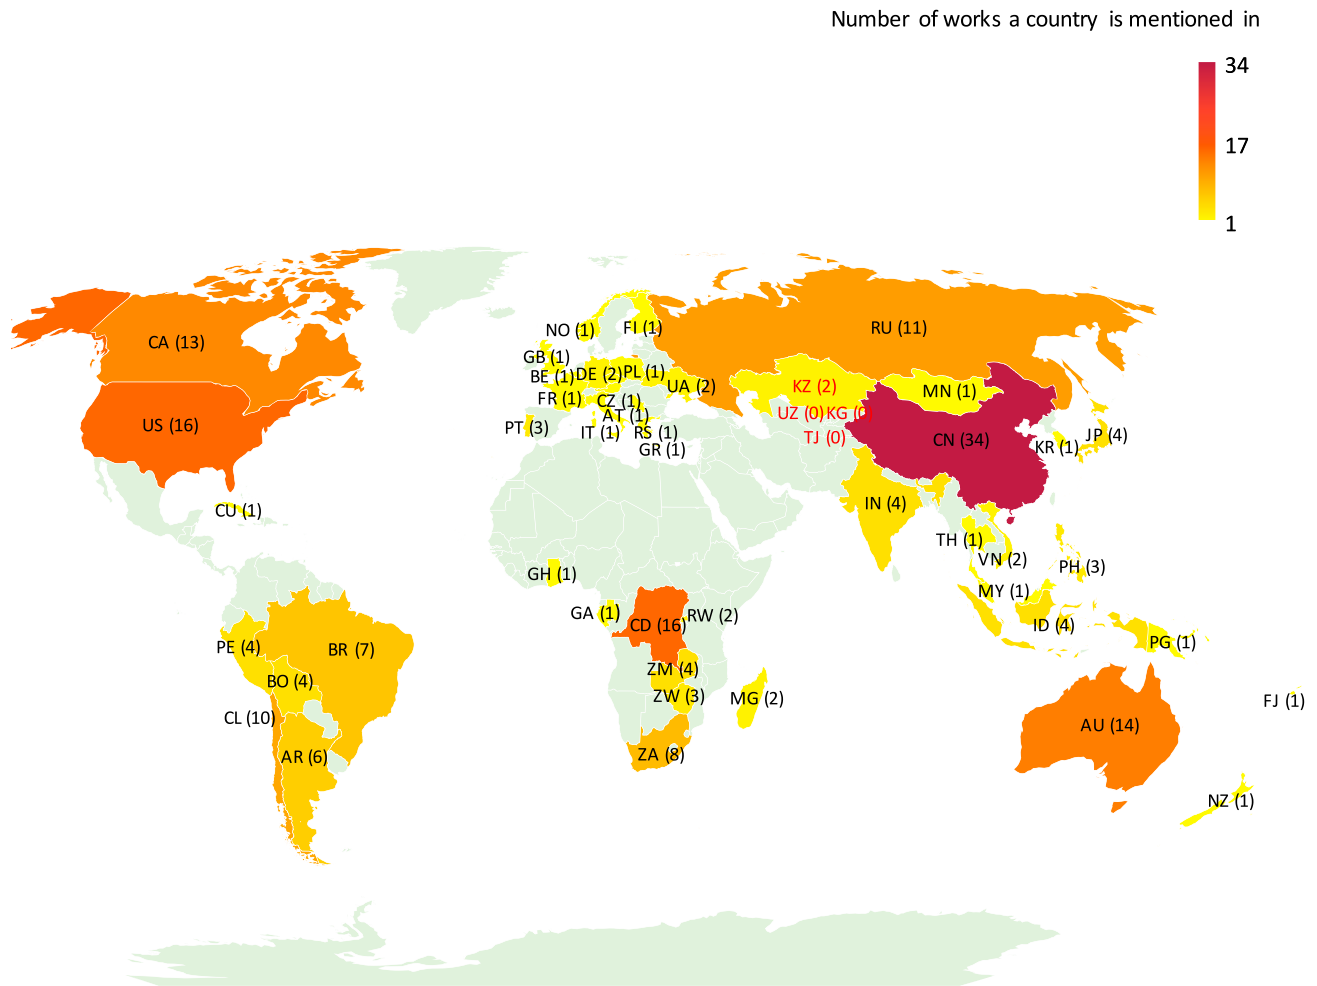 Number of works a country is mentioned in
34
17
1
CA (13)
RU (11)
NO (1)
FI (1)
GB (1)
BE (1)
DE (2)
PL (1)
UA (2)
KZ (2)
MN (1)
FR (1)
CZ (1)
US (16)
AT (1)
UZ (0)
KG (0)
PT (3)
IT (1)
RS (1)
TJ (0)
CN (34)
JP (4)
GR (1)
KR (1)
CU (1)
IN (4)
TH (1)
VN (2)
PH (3)
GH (1)
MY (1)
GA (1)
CD (16)
RW (2)
ID (4)
PG (1)
PE (4)
BR (7)
ZM (4)
BO (4)
ZW (3)
MG (2)
FJ (1)
CL (10)
AU (14)
AR (6)
ZA (8)
NZ (1)